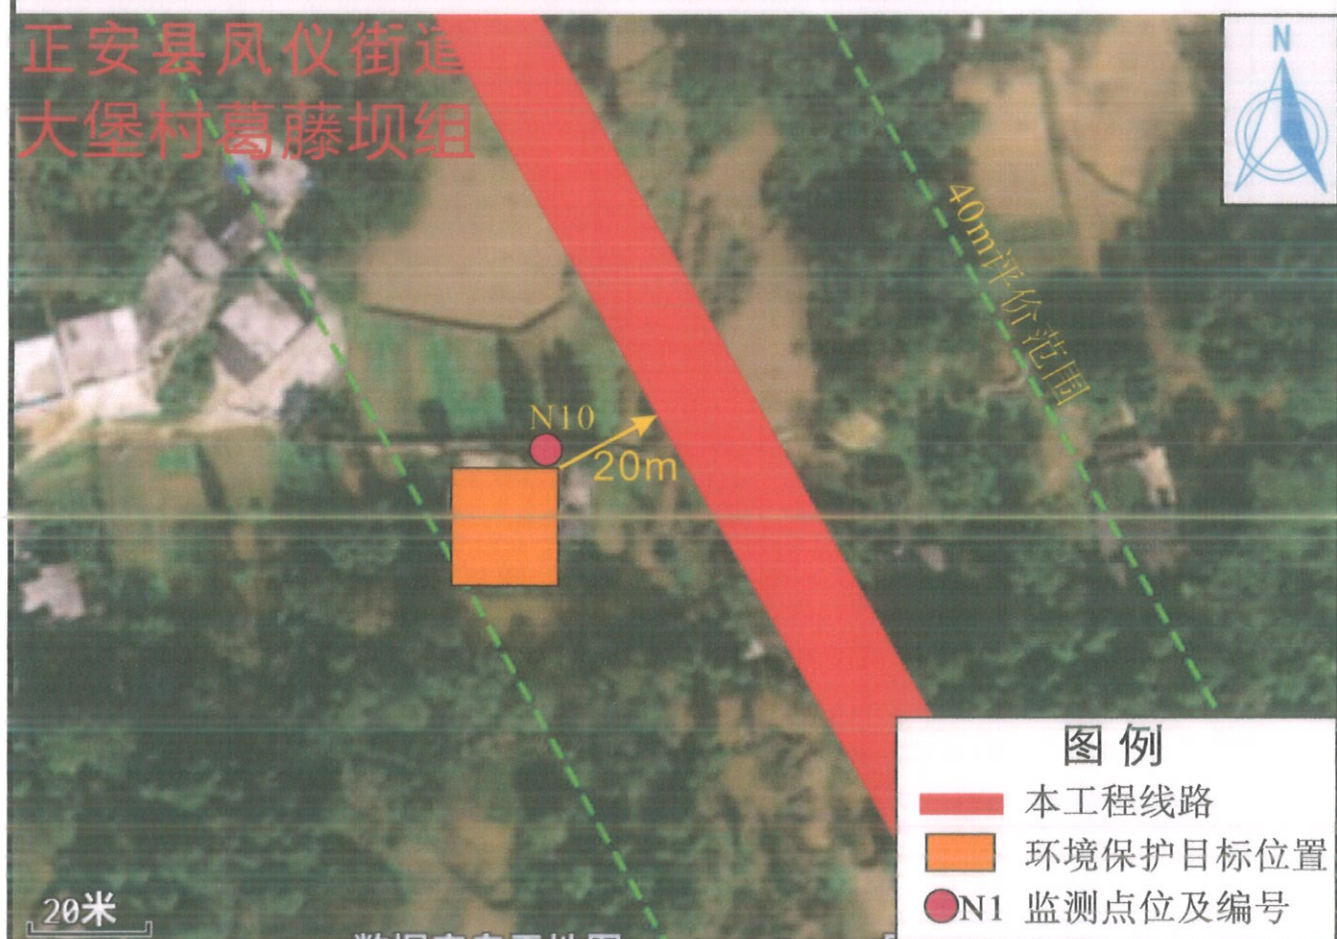 正安县凤仪街道
大堡村葛藤坝组
N
40m评价范围
N10
20m
图例
本工程线路
环境保护目标位置
N1 监测点位及编号
20米